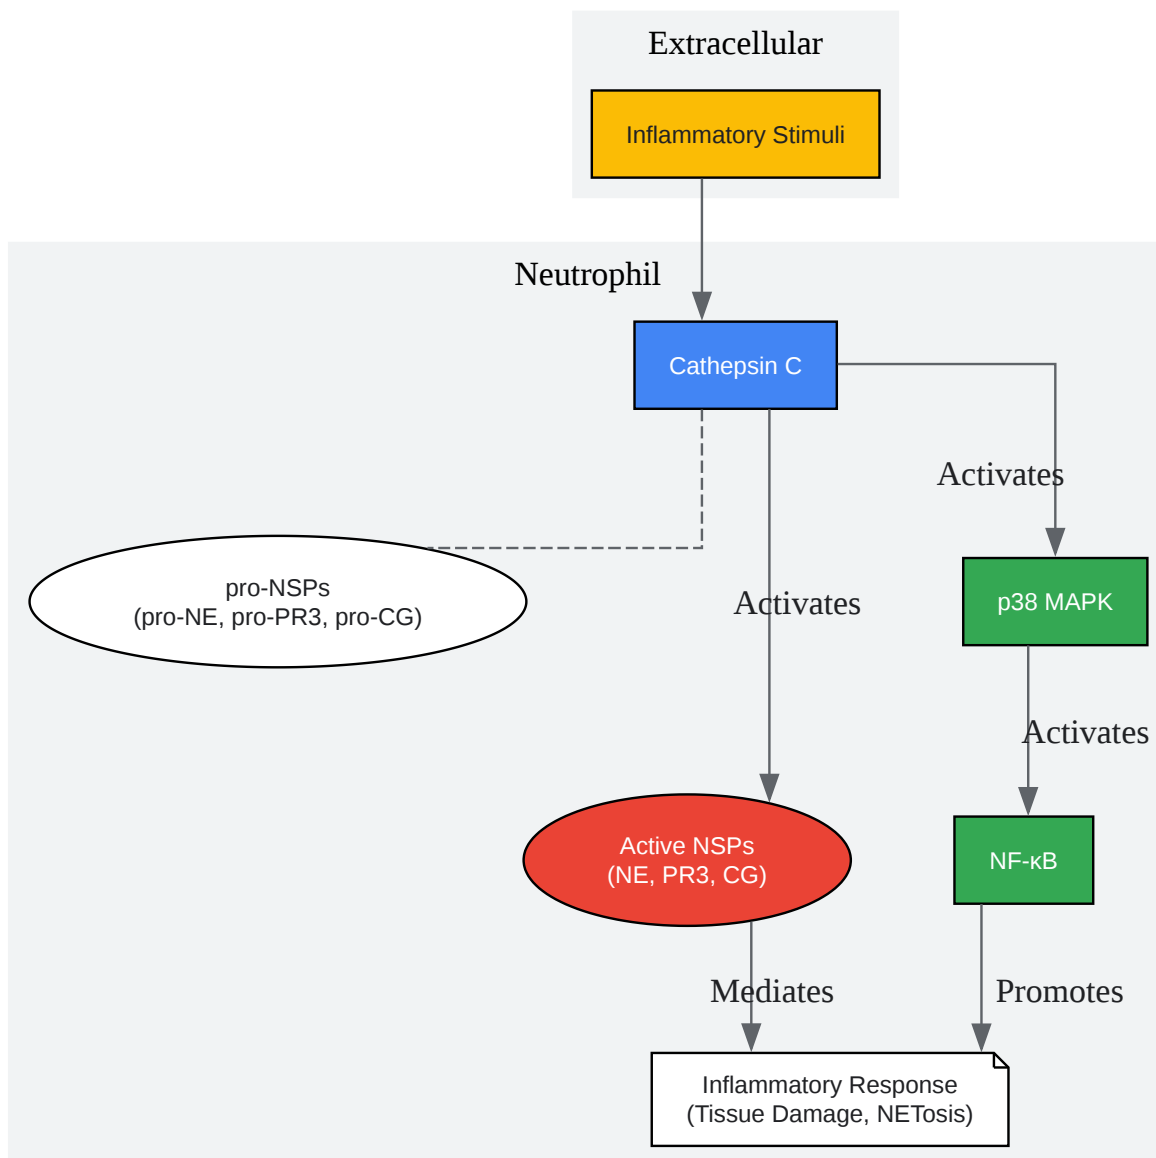 Extracellular
Inflammatory Stimuli
Neutrophil
Cathepsin C
Activates
pro-NSPs
(pro-NE, pro-PR3, pro-CG)
Activates
p38 MAPK
Activates
Active NSPs
(NE, PR3, CG)
NF-κB
Mediates
Promotes
Inflammatory Response
(Tissue Damage, NETosis)